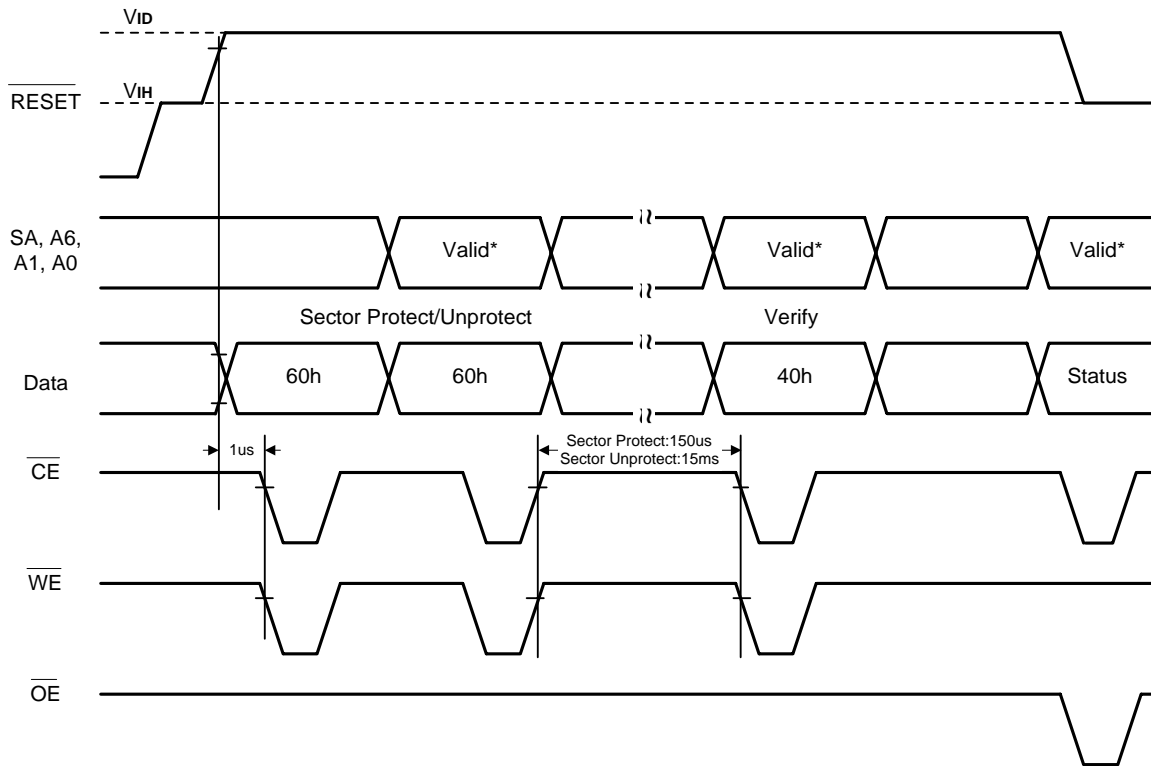 VID
VIH
RESET
SA, A6,
A1, A0
Valid*
Valid*
Valid*
Sector Protect/Unprotect
Verify
Data
60h
60h
40h
Status
1us
Sector Protect:150us
Sector Unprotect:15ms
CE
WE
OE